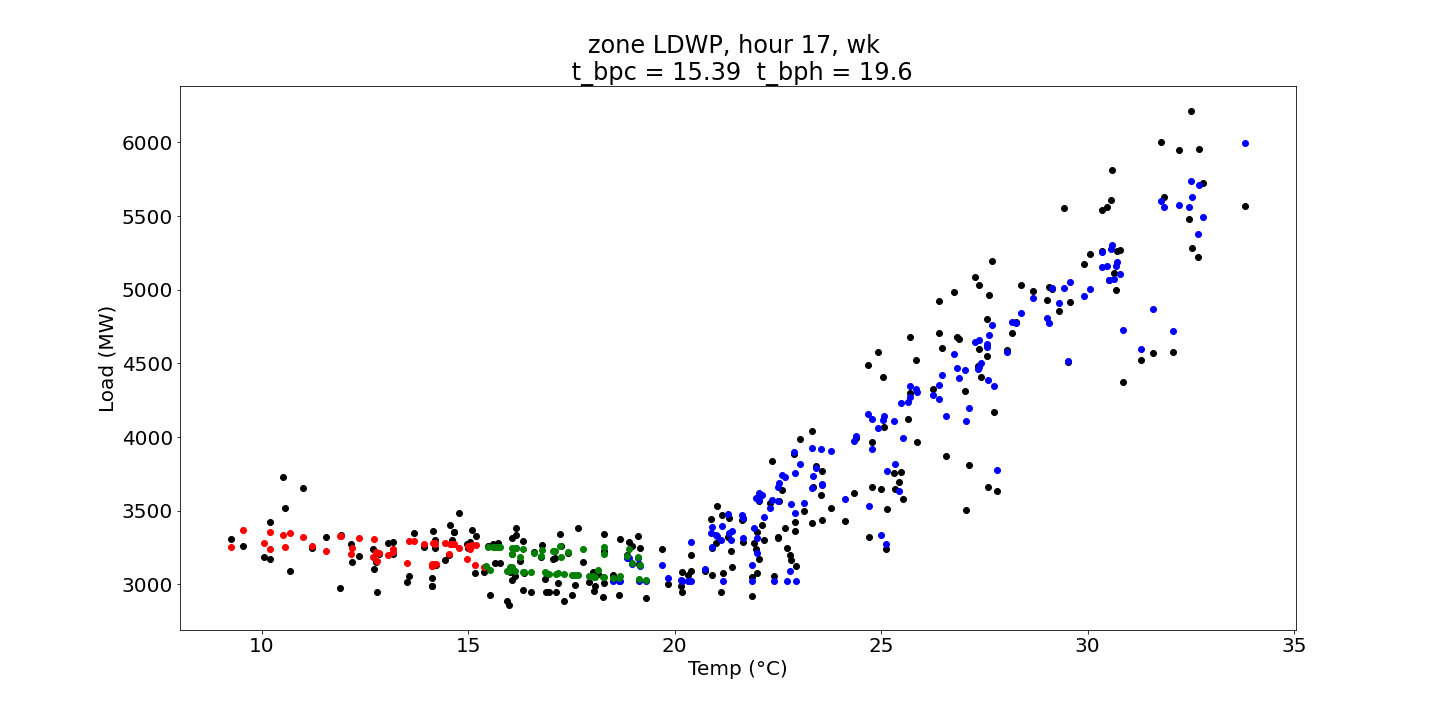 zone LDWP, hour 17, wk
t_bpc = 15.39  t_bph = 19.6
6000
5500
5000
4500
4000
3500
3000
Load (MW)
10 15 20 25 30 35
Temp (°C)